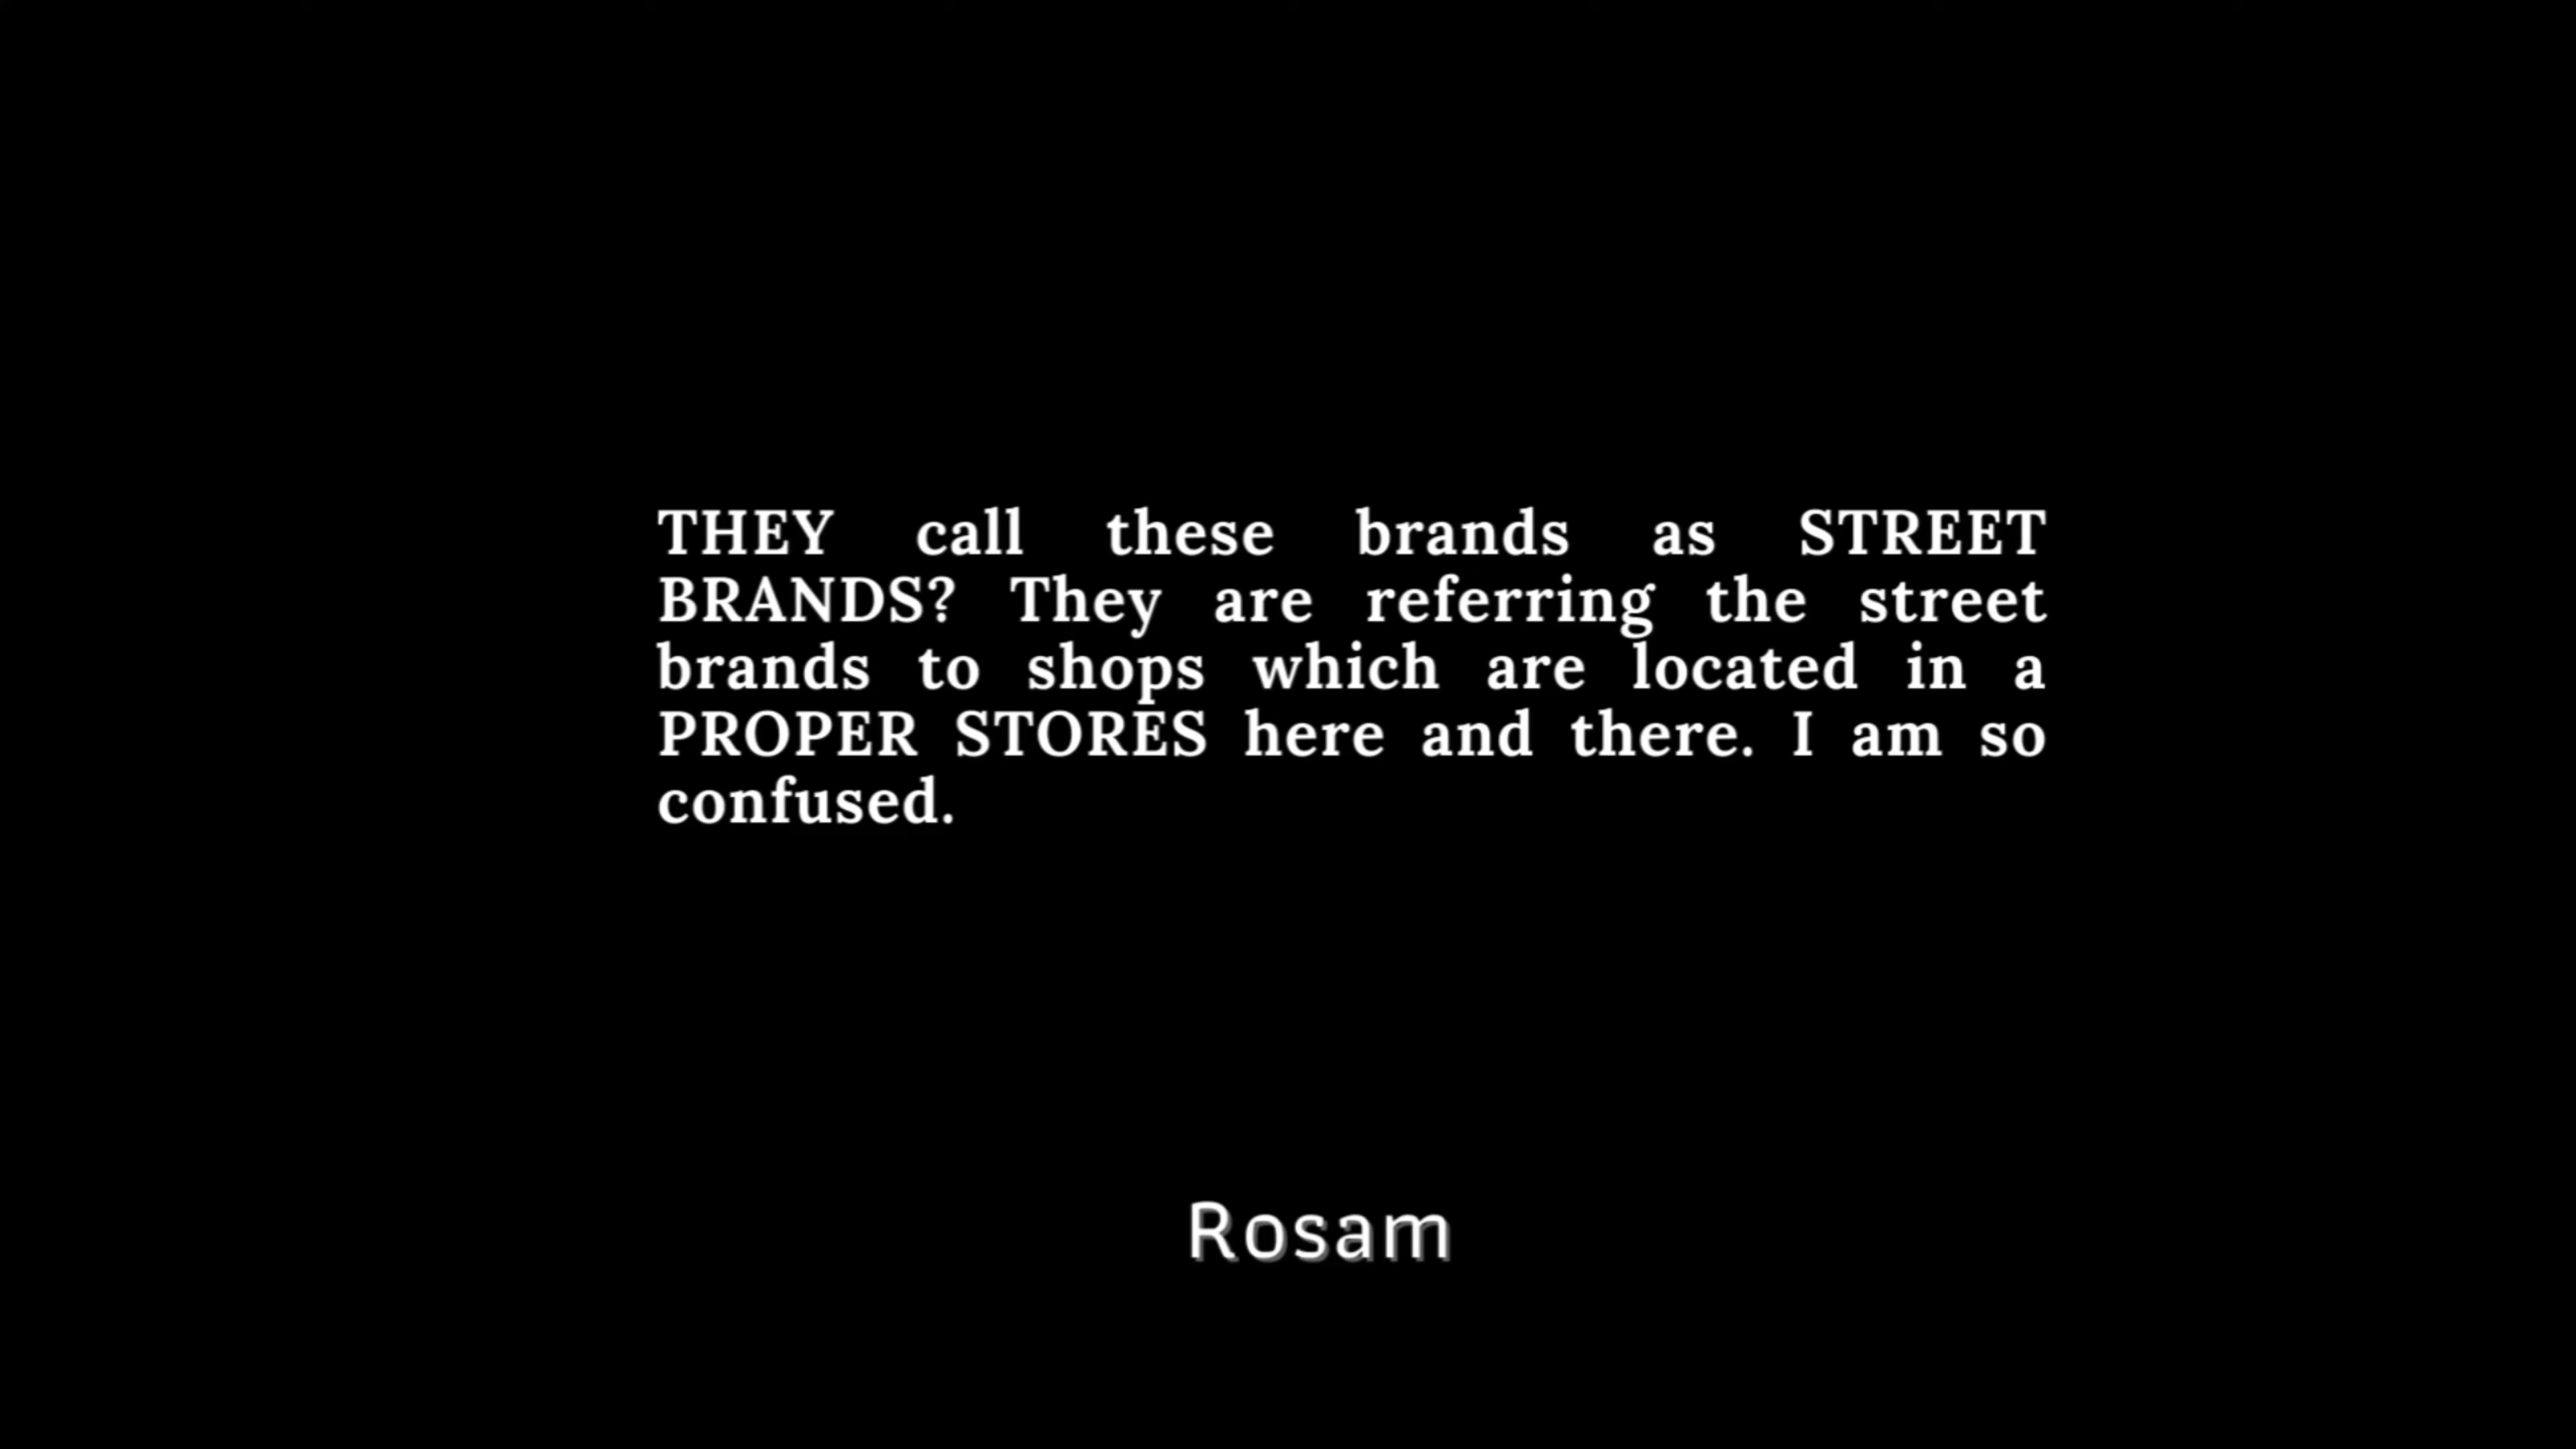 THEY call these brands as STREET
BRANDS? They are referring the street
brands to shops which are located in a
PROPER STORES here and there. I am so
confused.
Rosam